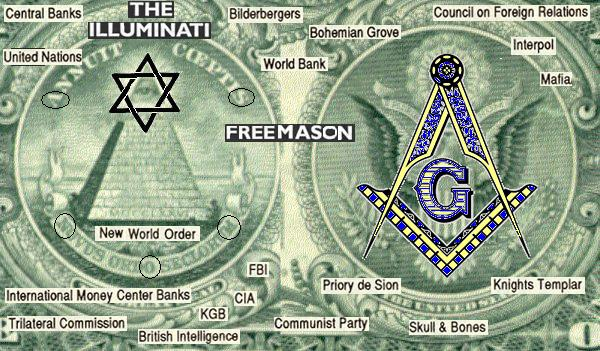 Central Banks
THE
ILLUMINATI
Bilderbergers
Council on Foreign Relations
Bohemian Grove
Interpol
United Nations
World Bank
Mafia
NNUIT CŒPTI
FREEMASON
G
New World Order
FBI
International Money Center Banks
CIA
Priory de Sion
Knights Templar
KGB
Trilateral Commission
British Intelligence
Communist Party
Skull & Bones